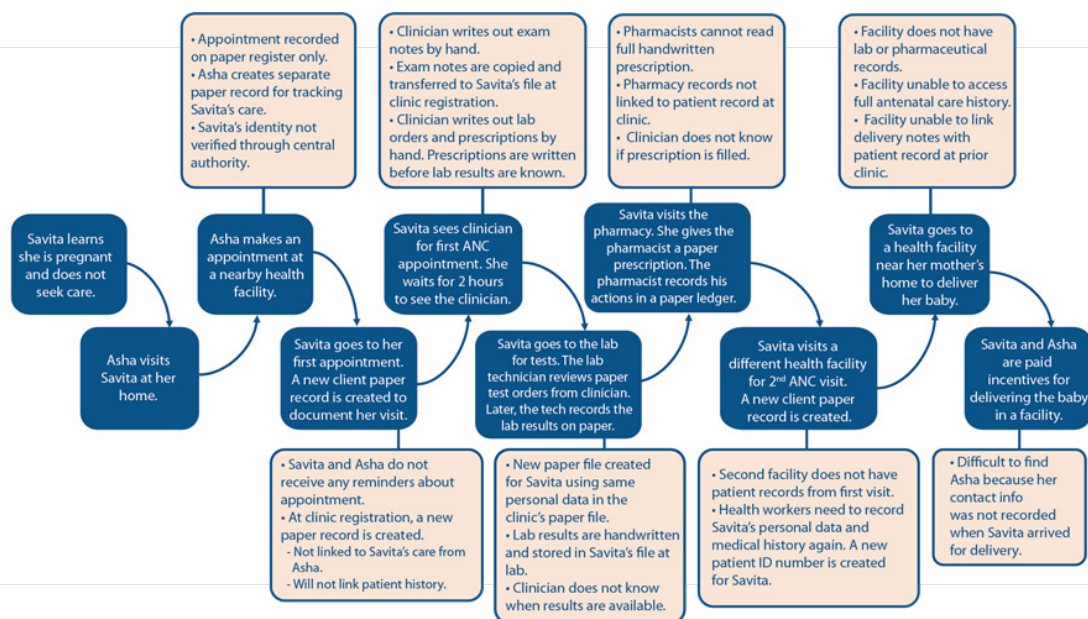 • Appointment recorded
on paper register only.
• Asha creates separate
paper record for tracking
Savita's care.
• Savita's identity not
verified through central
authority.
• Clinician writes out exam
notes by hand.
• Exam notes are copied and
transferred to Savita's file at
clinic registration.
• Clinician writes out lab
orders and prescriptions by
hand. Prescriptions are written
before lab results are known.
• Pharmacists cannot read
full handwritten
prescription.
• Pharmacy records not
linked to patient record at
clinic.
• Clinician does not know
if prescription is filled.
• Facility does not have
lab or pharmaceutical
records.
• Facility unable to access
full antenatal care history.
• Facility unable to link
delivery notes with
patient record at prior
clinic.
Savita learns
she is pregnant
and does not
seek care.
Asha visits
Savita at her
home.
Asha makes an
appointment at
a nearby health
facility.
Savita goes to her
first appointment.
A new client paper
record is created to
document her visit.
Savita sees clinician
for first ANC
appointment. She
waits for 2 hours
to see the clinician.
Savita goes to the lab
for tests. The lab
technician reviews paper
test orders from clinician.
Later, the tech records the
lab results on paper.
Savita visits the
pharmacy. She gives the
pharmacist a paper
prescription. The
pharmacist records his
actions in a paper ledger.
Savita visits a
different health facility
for 2nd ANC visit.
A new client paper
record is created.
Savita goes to
a health facility
near her mother's
home to deliver
her baby.
Savita and Asha
are paid
incentives for
delivering the baby
in a facility.
• Savita and Asha do not
receive any reminders about
appointment.
• At clinic registration, a new
paper record is created.
- Not linked to Savita's care from
Asha.
- Will not link patient history.
• New paper file created
for Savita using same
personal data in the
clinic's paper file.
• Lab results are handwritten
and stored in Savita's file at
lab.
• Clinician does not know
when results are available.
• Second facility does not have
patient records from first visit.
• Health workers need to record
Savita's personal data and
medical history again. A new
patient ID number is created
for Savita.
• Difficult to find
Asha because her
contact info
was not recorded
when Savita arrived
for delivery.